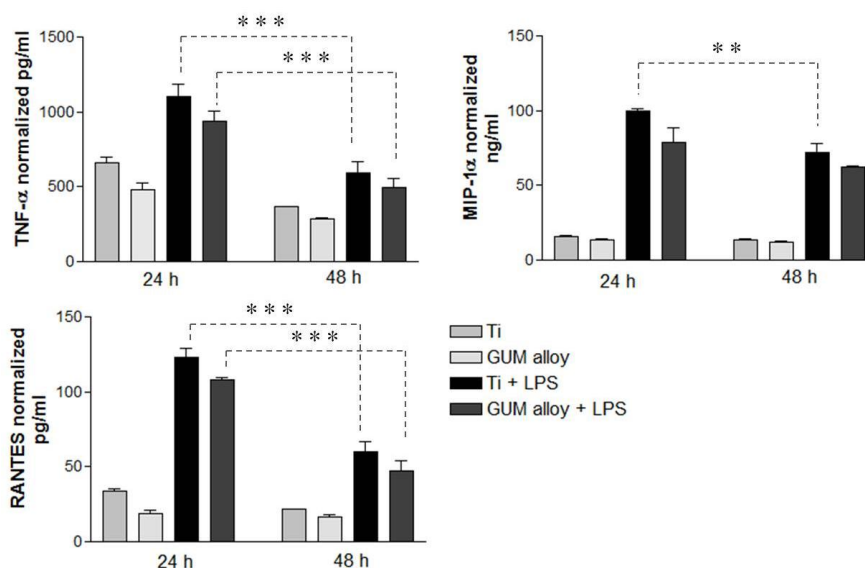 TNF-α normalized pg/ml
1500
1000
500
0
* * *
* * *
24 h
48 h
MIP-1α normalized
ng/ml
150
100
50
0
* *
24 h
48 h
RANTES normalized
pg/ml
150
100
50
0
* * *
* * *
24 h
48 h
Ti
GUM alloy
Ti + LPS
GUM alloy + LPS